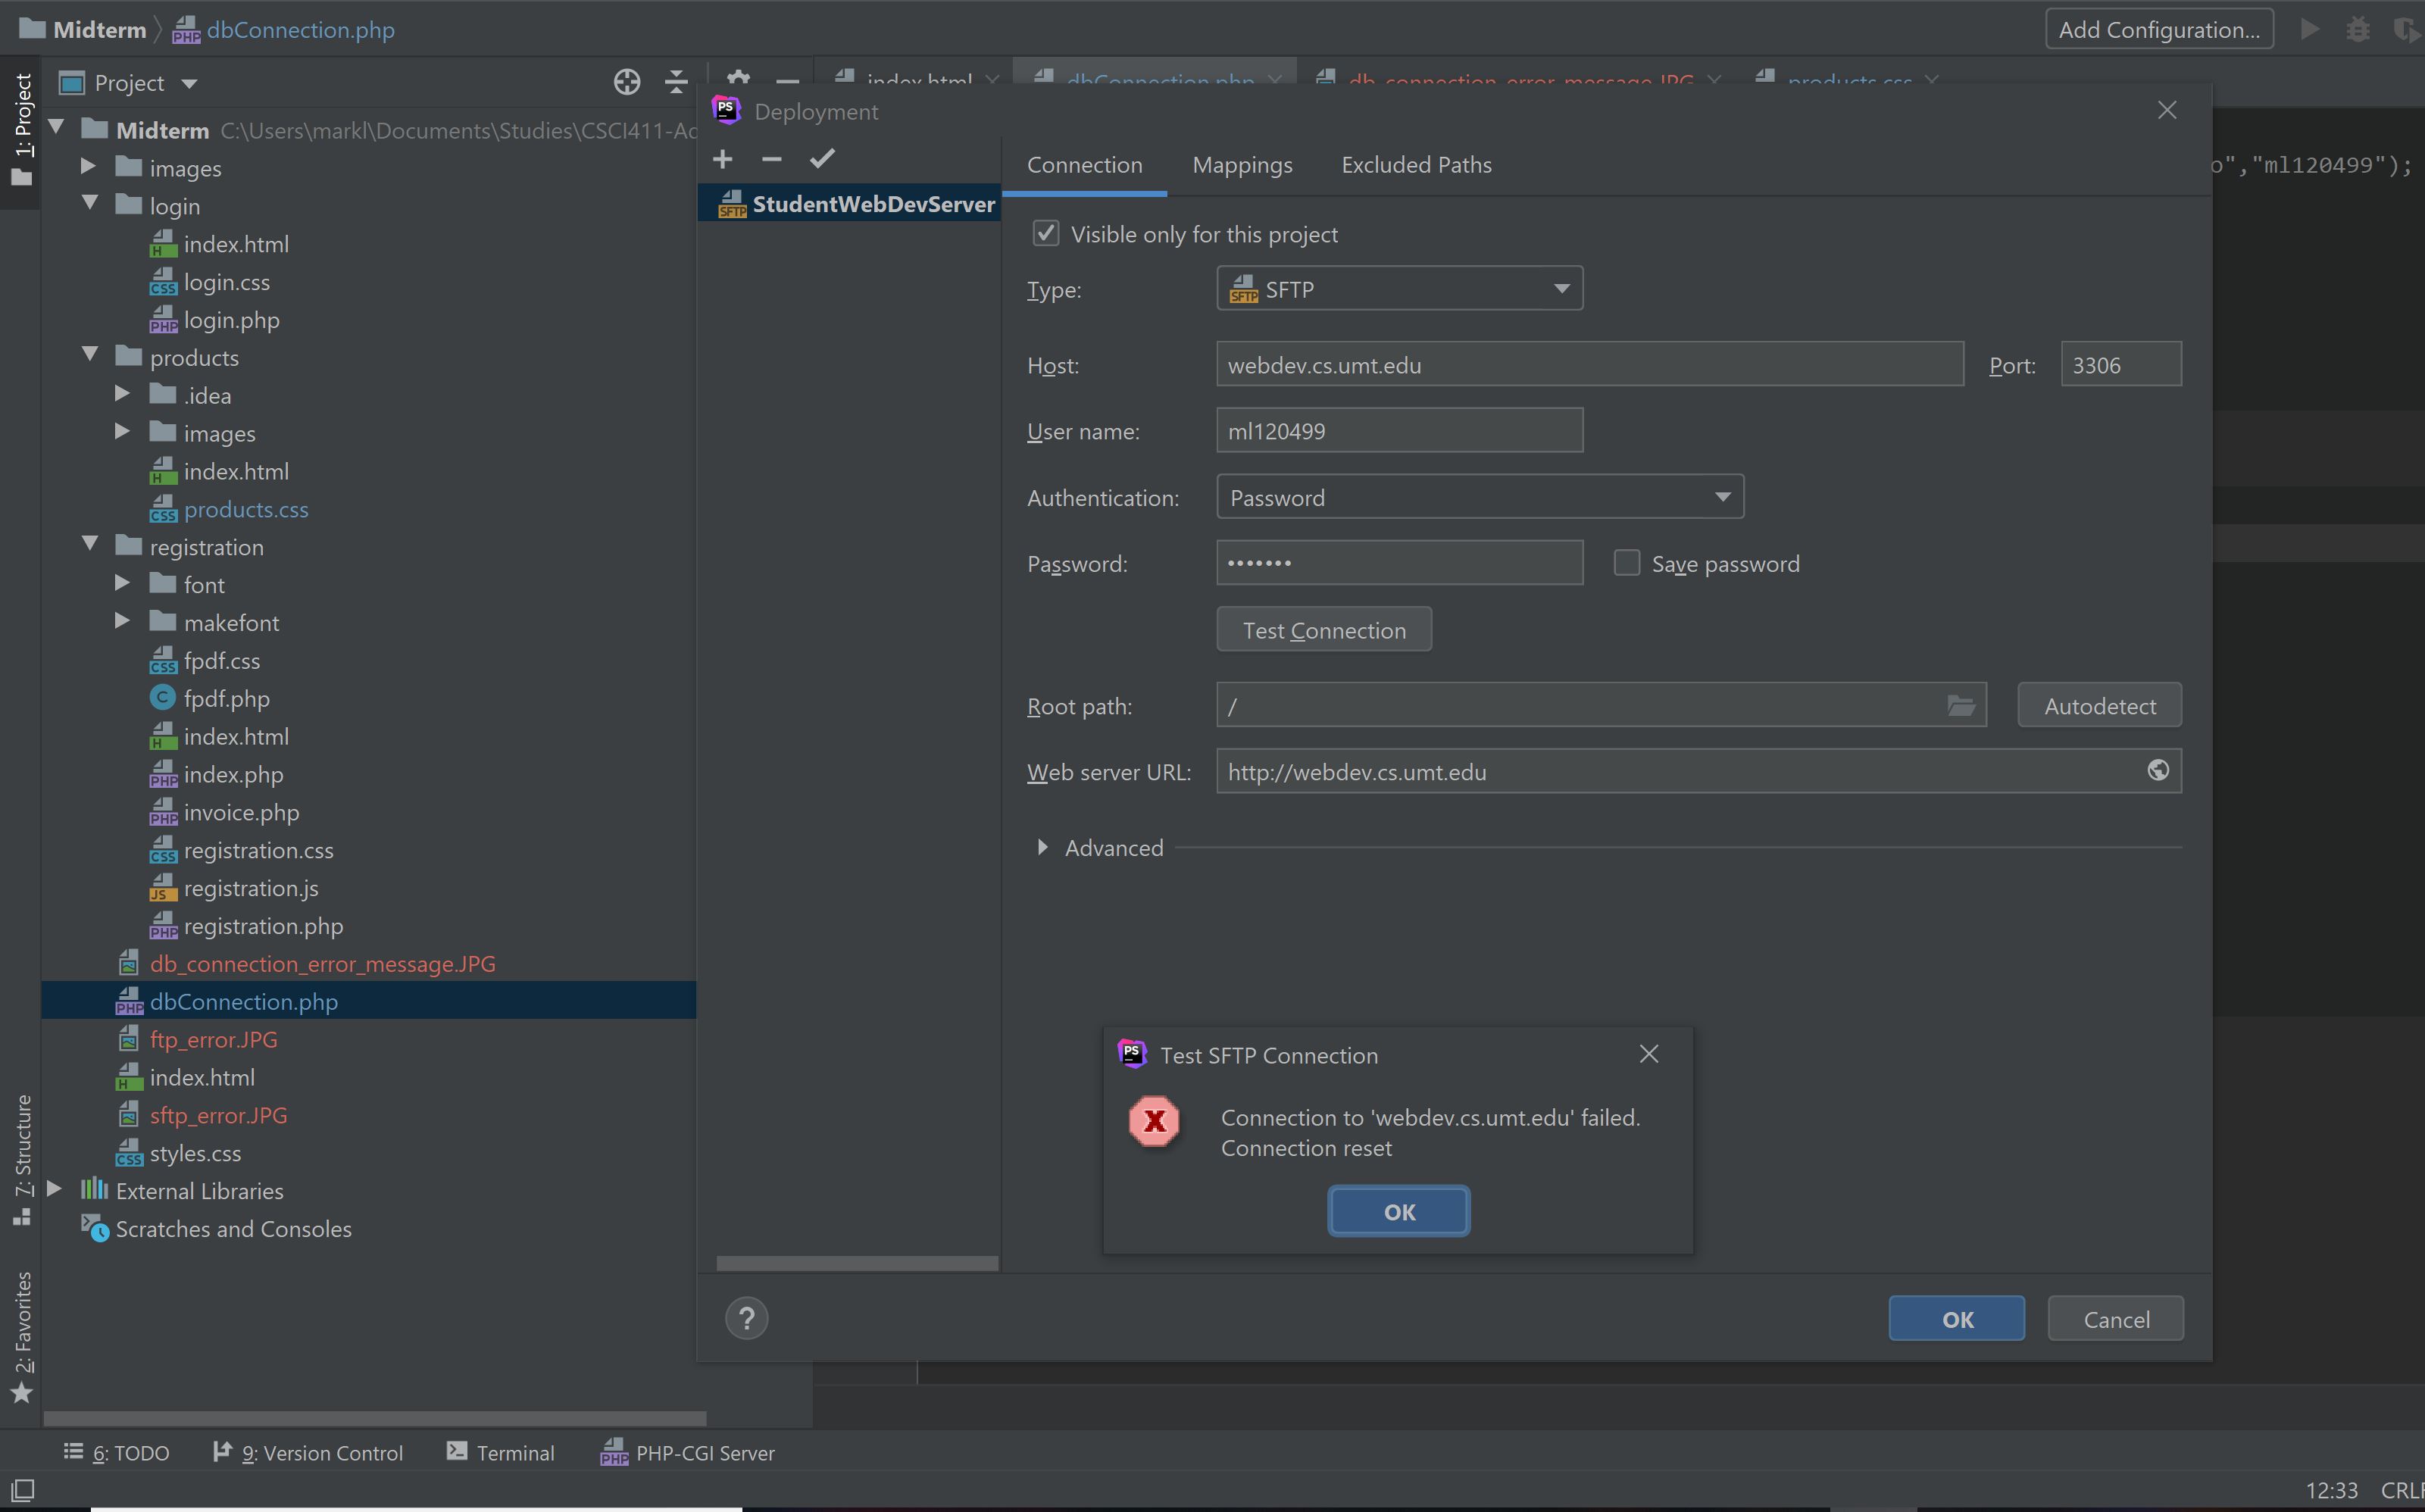 Midterm dbConnection.php Add Configuration...
1: Project
Project
index.html dbConnection.php db_connection_error_message.JPG products.css
Midterm C:\Users\markl\Documents\Studies\CSCI411-Ad
images
login
index.html
login.css
login.php
products
.idea
images
index.html
products.css
registration
font
makefont
fpdf.css
fpdf.php
index.html
index.php
invoice.php
registration.css
registration.js
registration.php
db_connection_error_message.JPG
dbConnection.php
ftp_error.JPG
index.html
sftp_error.JPG
styles.css
External Libraries
Scratches and Consoles
7: Structure
2: Favorites
Deployment
StudentWebDevServer
Connection Mappings Excluded Paths
o","ml120499");
Visible only for this project
Type: SFTP
Host: webdev.cs.umt.edu Port: 3306
User name: ml120499
Authentication: Password
Password: ••••••• Save password
Test Connection
Root path: / Autodetect
Web server URL: http://webdev.cs.umt.edu
Advanced
Test SFTP Connection
Connection to 'webdev.cs.umt.edu' failed.
Connection reset
OK
? OK Cancel
6: TODO 9: Version Control Terminal PHP-CGI Server
12:33 CRLF